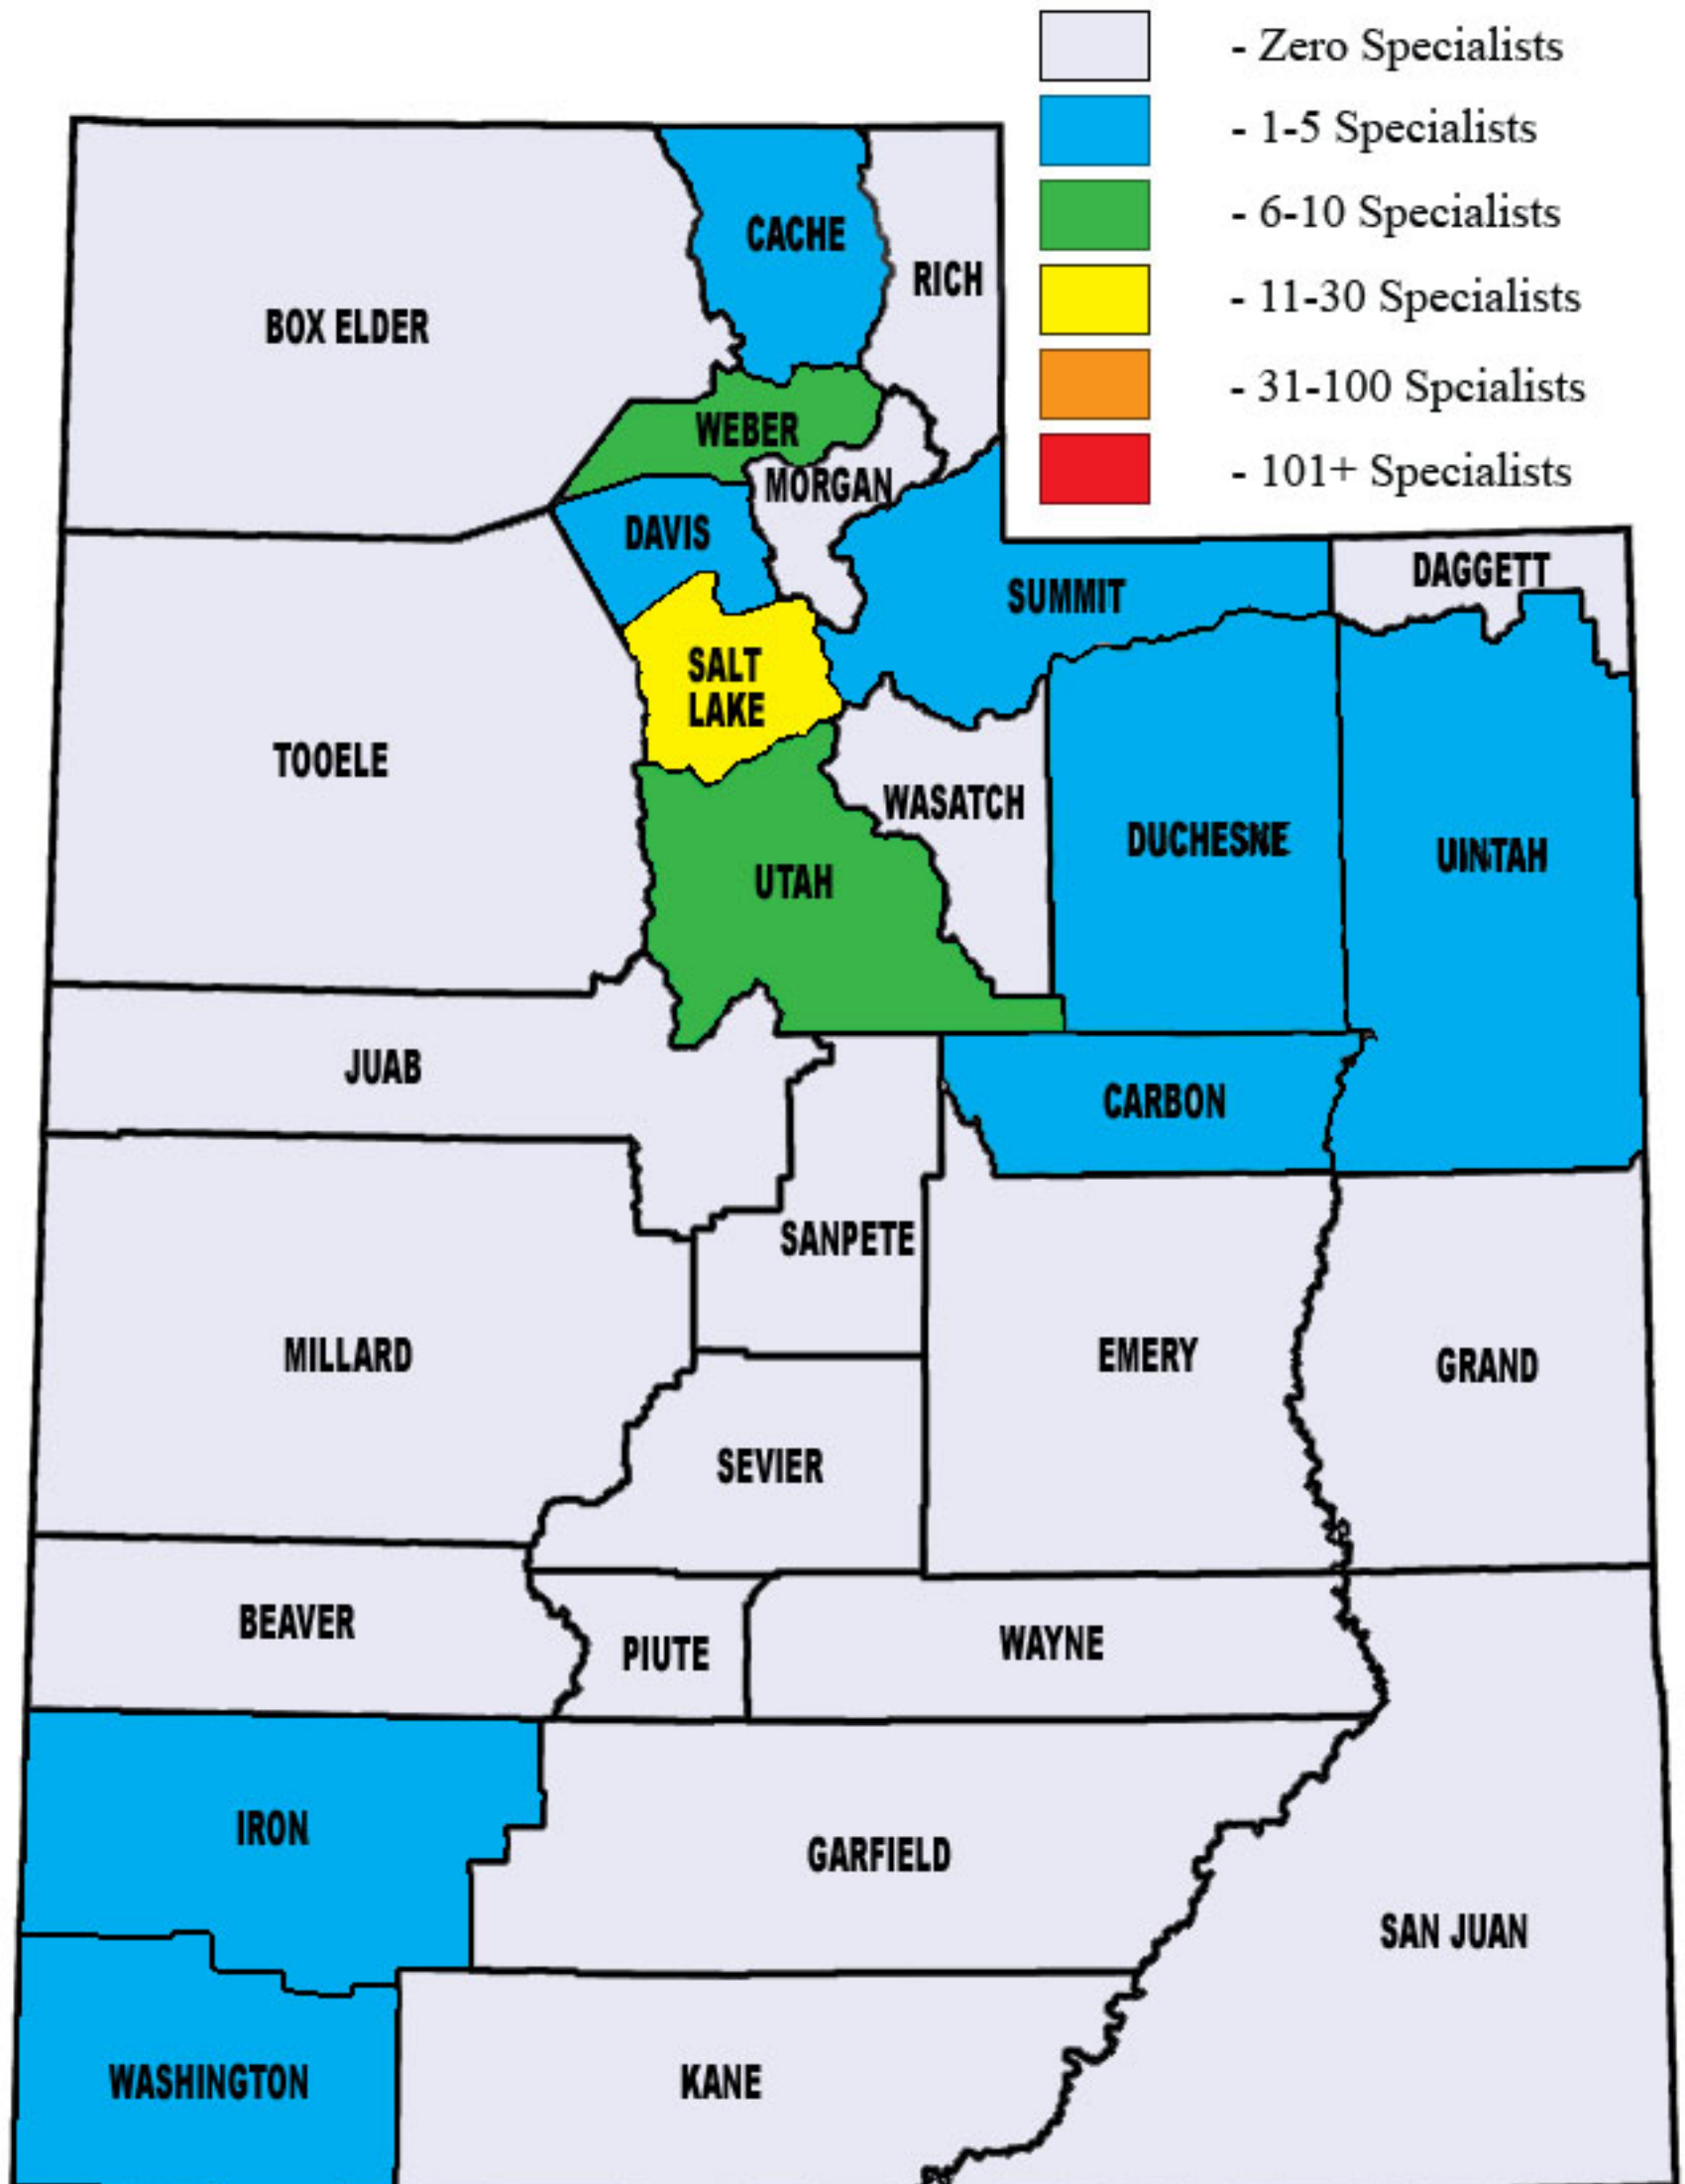 - Zero Specialists
- 1-5 Specialists
- 6-10 Specialists
- 11-30 Specialists
- 31-100 Spcialists
- 101+ Specialists
CACHE
RICH
BOX ELDER
WEBER
MORGAN
DAVIS
DAGGETT
SUMMIT
SALT
LAKE
TOOELE
WASATCH
DUCHESNE
UINTAH
UTAH
JUAB
CARBON
SANPETE
MILLARD
EMERY
GRAND
SEVIER
BEAVER
PIUTE
WAYNE
IRON
GARFIELD
SAN JUAN
WASHINGTON
KANE